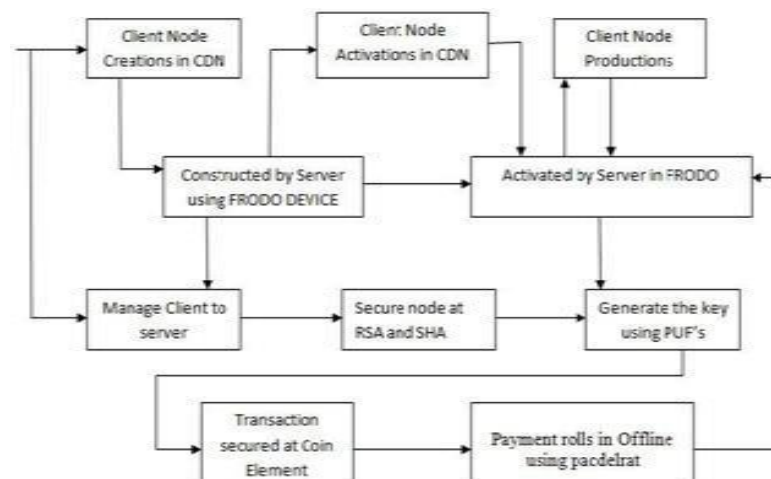 Client Node
Creations in CDN
Client Node
Activations in CDN
Client Node
Productions
Constructed by Server
using FRODO DEVICE
Activated by Server in FRODO
Manage Client to
server
Secure node at
RSA and SHA
Generate the key
using PUF's
Transaction
secured at Coin
Element
Payment rolls in Offline
using pacdelrat